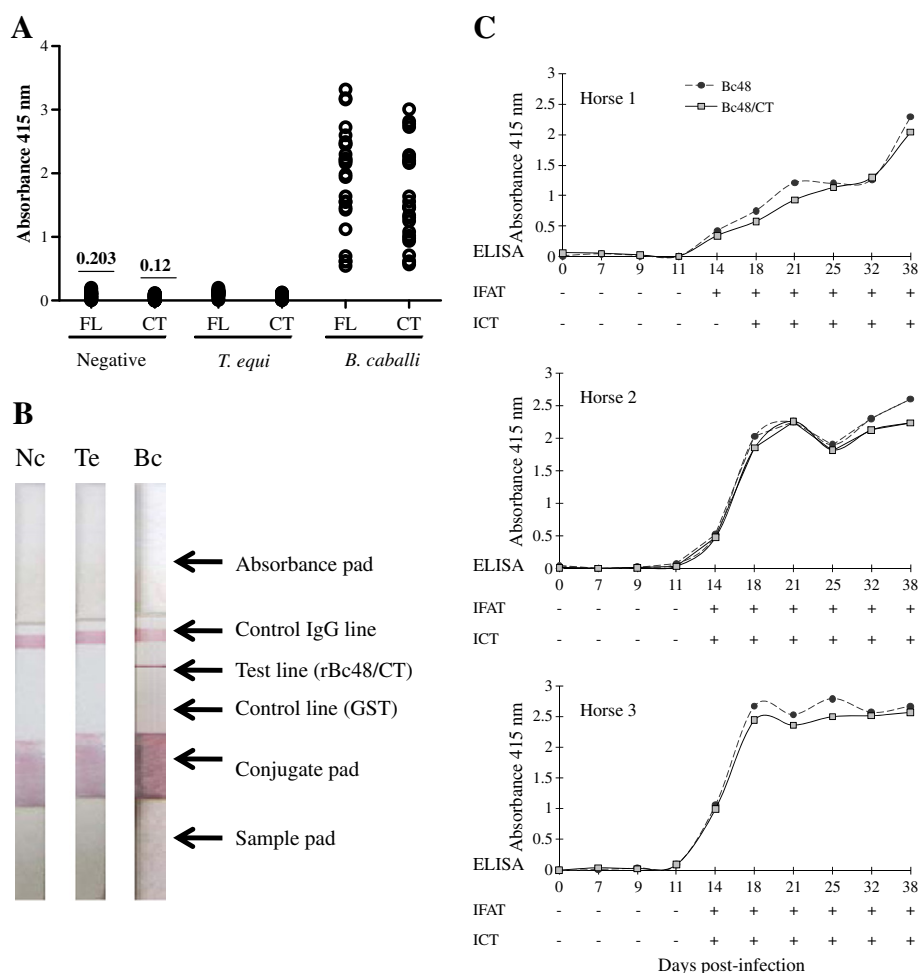 A
4
3
2
1
0
Absorbance 415 nm
0.203
0.12
FL CT FL CT FL CT
Negative T. equi B. caballi
B
Nc Te Bc
Absorbance pad
Control IgG line
Test line (rBc48/CT)
Control line (GST)
Conjugate pad
Sample pad
C
Horse 1
Bc48
Bc48/CT
Absorbance 415 nm
3
2.5
2
1.5
1
0.5
0
ELISA
0 7 9 11 14 18 21 25 32 38
IFAT - - - - + + + + + +
ICT - - - - - + + + + +
Horse 2
Absorbance 415 nm
3
2.5
2
1.5
1
0.5
0
ELISA
0 7 9 11 14 18 21 25 32 38
IFAT - - - - + + + + + +
ICT - - - - + + + + + +
Horse 3
Absorbance 415 nm
3
2.5
2
1.5
1
0.5
0
ELISA
0 7 9 11 14 18 21 25 32 38
IFAT - - - - + + + + + +
ICT - - - - + + + + + +
Days post-infection